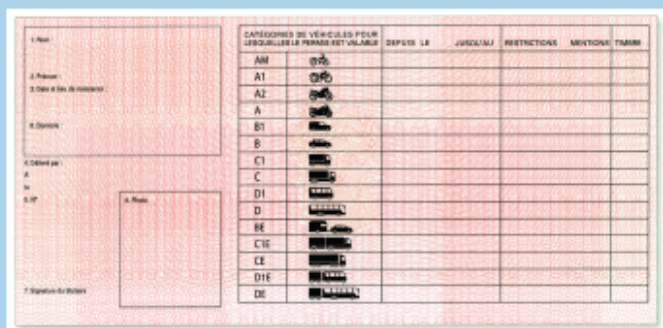 1. Nom :
2. Prénom :
3. Date et lieu de naissance :
8. Domicile :
4. Délivré par :
A
le
5. N°
6. Photo
7. Signature du titulaire
CATÉGORIES DE VÉHICULES POUR LESQUELLES LE PERMIS EST VALABLE DEPUIS LE JUSQU'AU RESTRICTIONS MENTIONS TIMBRE
AM
A1
A2
A
B1
B
C1
C
D1
D
BE
C1E
CE
D1E
DE